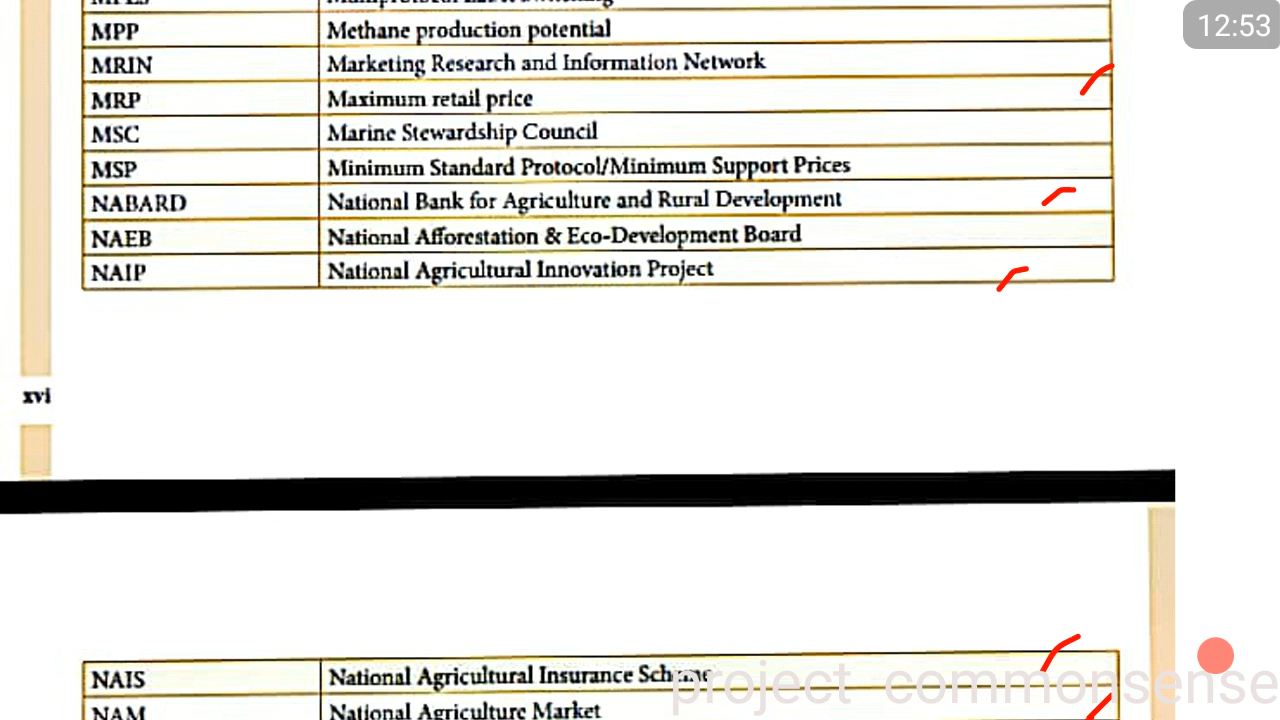 12:53
MPP Methane production potential
MRIN Marketing Research and Information Network
MRP Maximum retail price
MSC Marine Stewardship Council
MSP Minimum Standard Protocol/Minimum Support Prices
NABARD National Bank for Agriculture and Rural Development
NAEB National Afforestation & Eco-Development Board
NAIP National Agricultural Innovation Project
xvi
NAIS National Agricultural Insurance Scheme
project commonsense
NAM National Agriculture Market